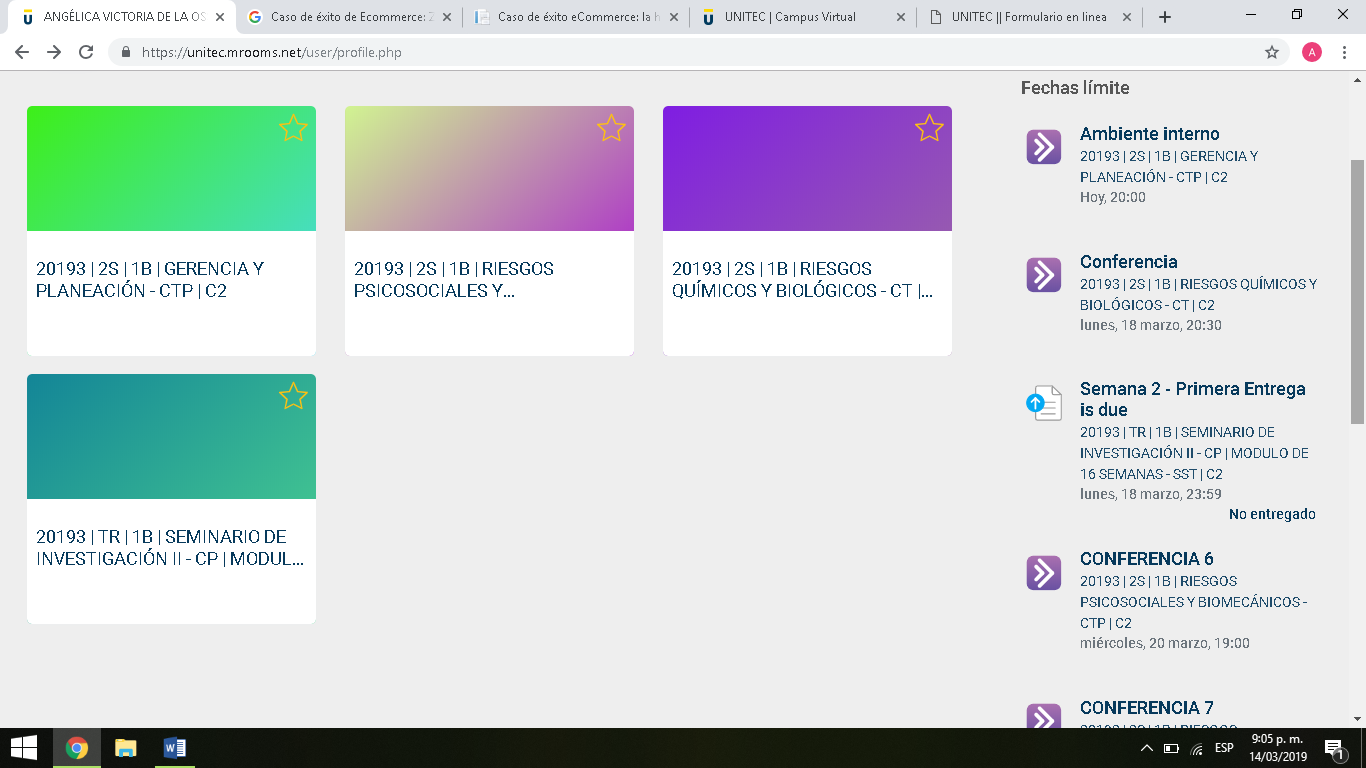 ANGÉLICA VICTORIA DE LA OS
Caso de éxito de Ecommerce: Z
Caso de éxito eCommerce: la h
UNITEC | Campus Virtual
UNITEC || Formulario en linea
https://unitec.mrooms.net/user/profile.php
A
20193 | 2S | 1B | GERENCIA Y
PLANEACIÓN - CTP | C2
20193 | 2S | 1B | RIESGOS
PSICOSOCIALES Y...
20193 | 2S | 1B | RIESGOS
QUÍMICOS Y BIOLÓGICOS - CT |...
20193 | TR | 1B | SEMINARIO DE
INVESTIGACIÓN II - CP | MODUL...
Fechas límite
Ambiente interno
20193 | 2S | 1B | GERENCIA Y
PLANEACIÓN - CTP | C2
Hoy, 20:00
Conferencia
20193 | 2S | 1B | RIESGOS QUÍMICOS Y
BIOLÓGICOS - CT | C2
lunes, 18 marzo, 20:30
Semana 2 - Primera Entrega
is due
20193 | TR | 1B | SEMINARIO DE
INVESTIGACIÓN II - CP | MODULO DE
16 SEMANAS - SST | C2
lunes, 18 marzo, 23:59
No entregado
CONFERENCIA 6
20193 | 2S | 1B | RIESGOS
PSICOSOCIALES Y BIOMECÁNICOS -
CTP | C2
miércoles, 20 marzo, 19:00
CONFERENCIA 7
20193 | 2S | 1B | RIESGOS
ESP
9:05 p. m.
14/03/2019
1